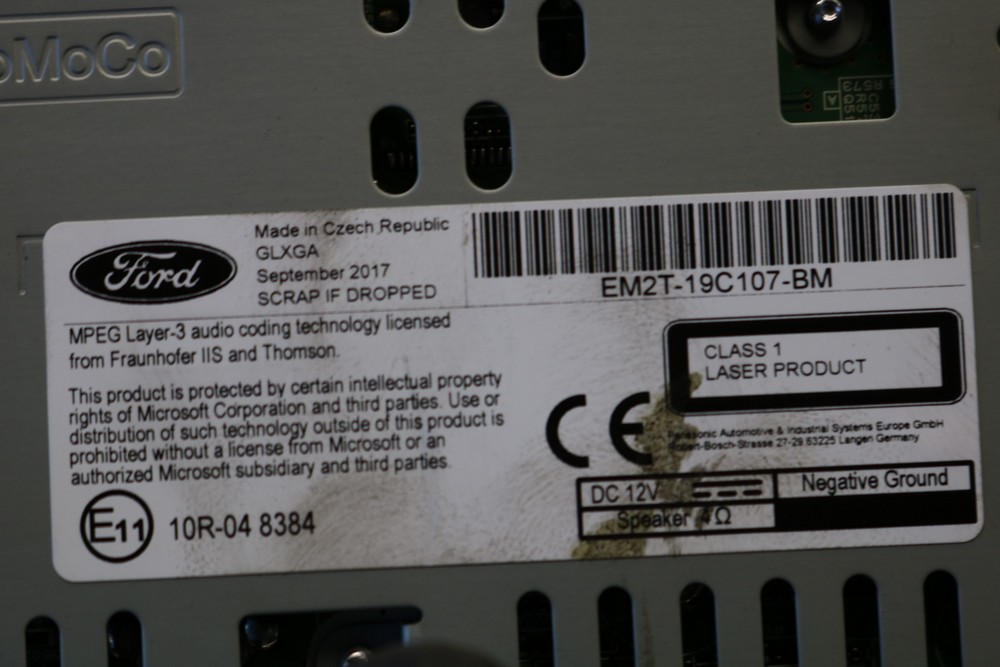 oMoCo
Ford
Made in Czech Republic
GLXGA
September 2017
SCRAP IF DROPPED
EM2T-19C107-BM
MPEG Layer-3 audio coding technology licensed
from Fraunhofer IIS and Thomson.
This product is protected by certain intellectual property
rights of Microsoft Corporation and third parties. Use or
distribution of such technology outside of this product is
prohibited without a license from Microsoft or an
authorized Microsoft subsidiary and third parties.
CLASS 1
LASER PRODUCT
CE
Panasonic Automotive & Industrial Systems Europe GmbH
Robert-Bosch-Strasse 27-29 63225 Langen Germany
DC 12V
Negative Ground
Speaker 4Ω
E11
10R-04 8384